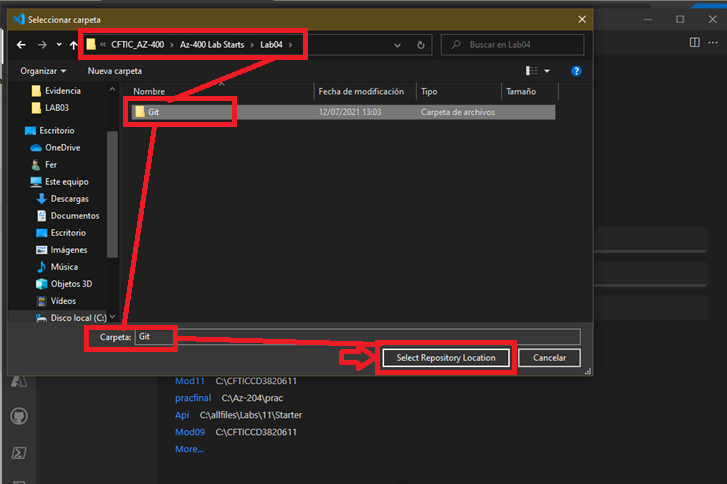 Seleccionar carpeta
« CFTIC_AZ-400 › Az-400 Lab Starts › Lab04 ›
Buscar en Lab04
Organizar
Nueva carpeta
Nombre
Fecha de modificación
Tipo
Tamaño
Git
12/07/2021 13:03
Carpeta de archivos
Evidencia
LAB03
Escritorio
OneDrive
Fer
Este equipo
Descargas
Documentos
Escritorio
Imágenes
Música
Objetos 3D
Vídeos
Disco local (C:)
Carpeta:
Git
Select Repository Location
Cancelar
Mod11 C:\CFTICCD3820611
pracfinal C:\Az-204\prac
Api C:\allfiles\Labs\11\Starter
Mod09 C:\CFTICCD3820611
More...